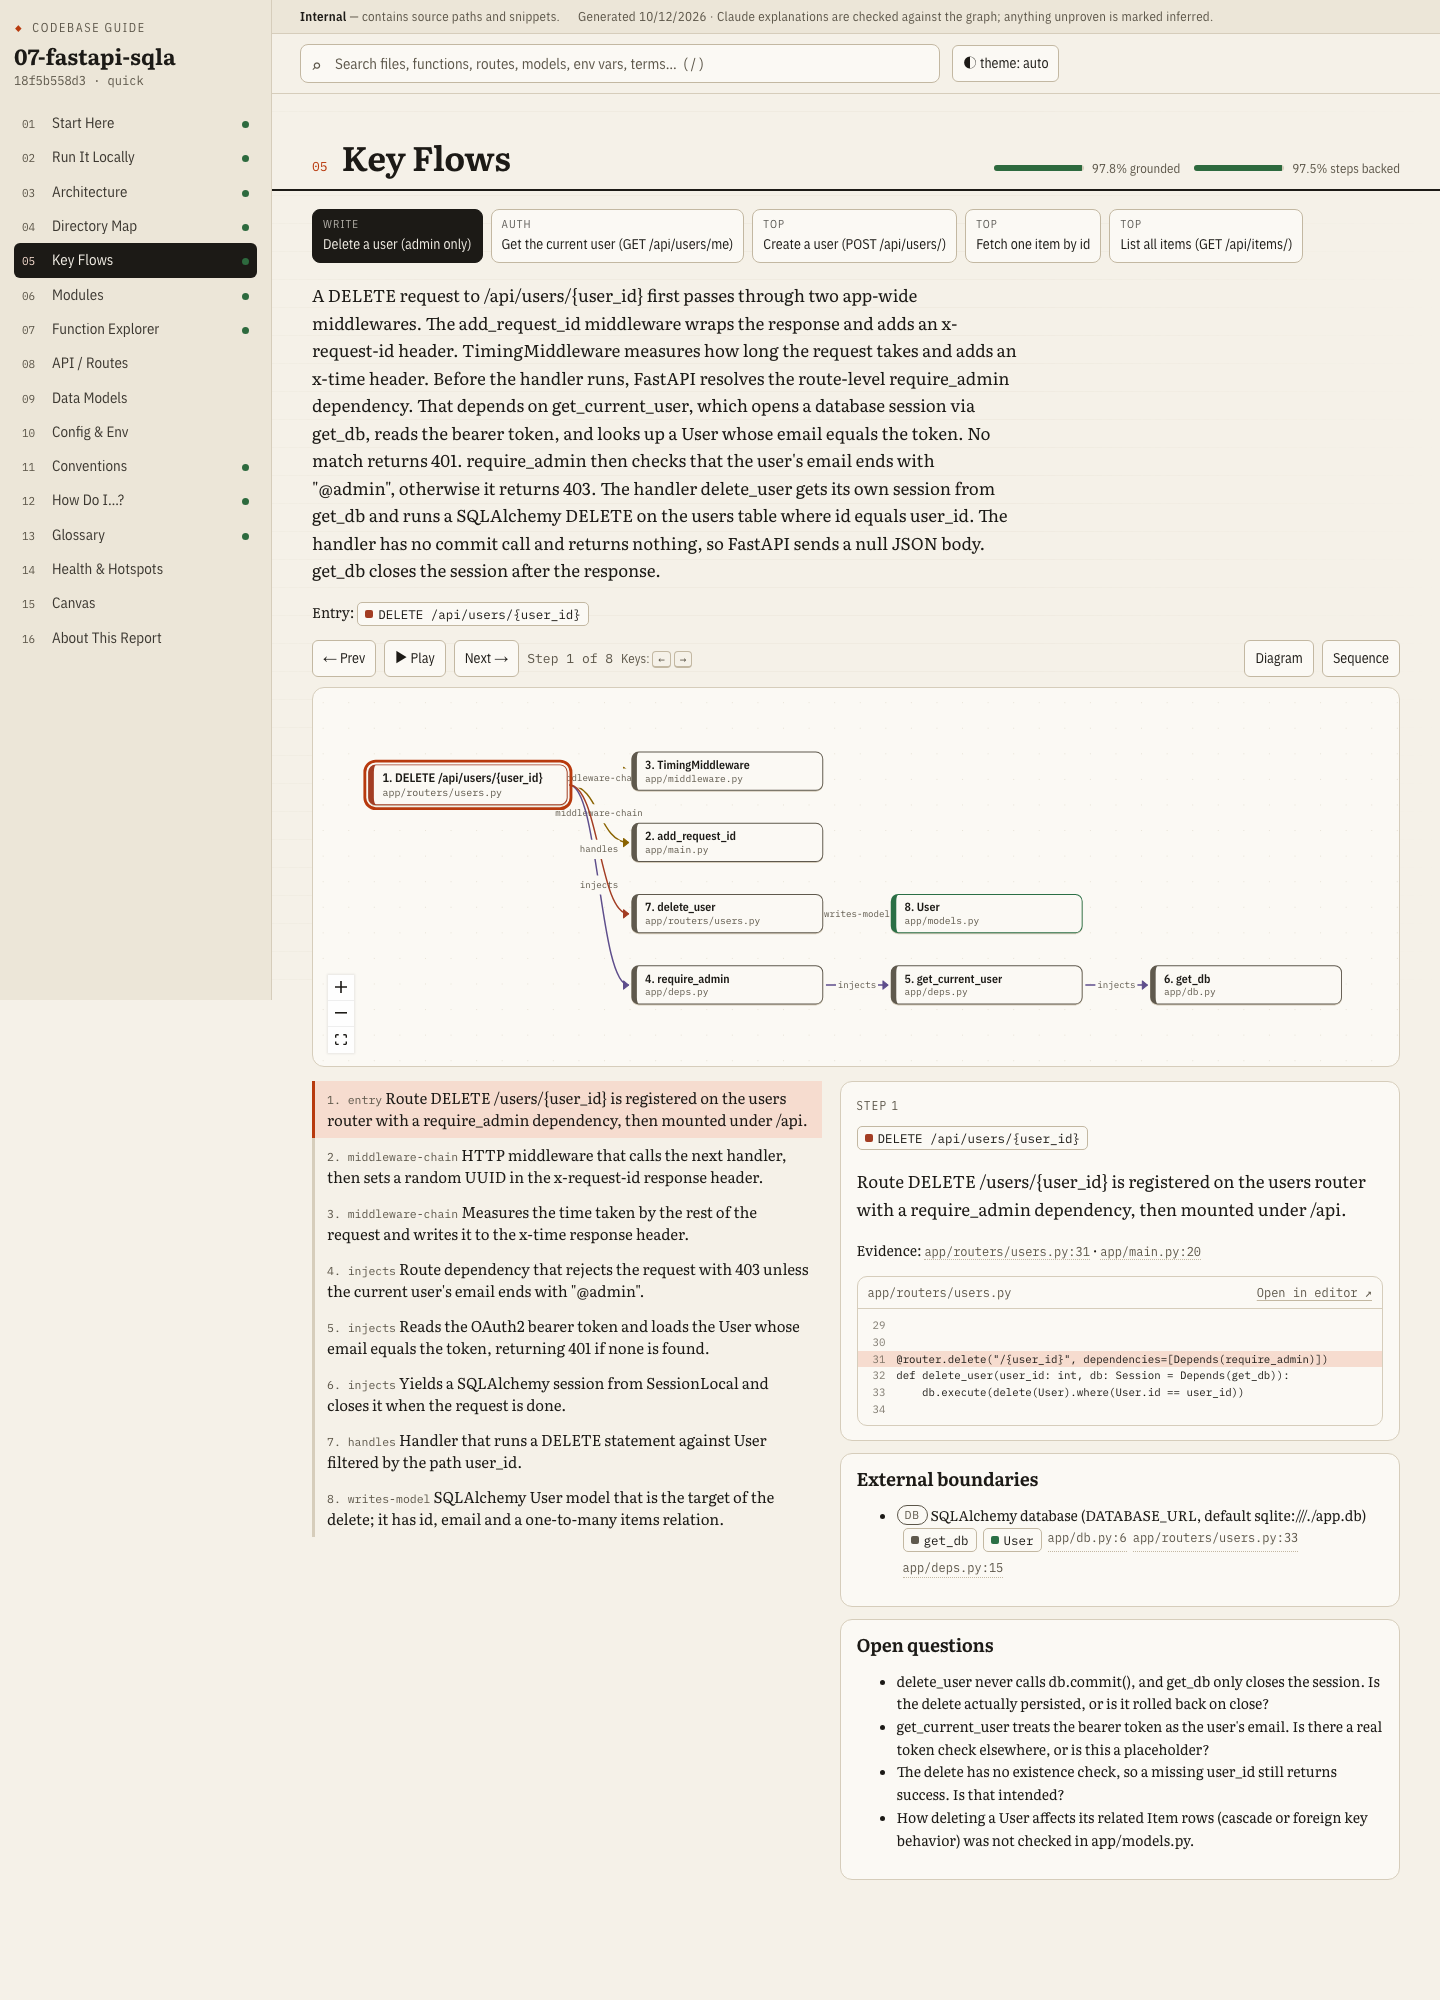 ◆ CODEBASE GUIDE
07-fastapi-sqla
18f5b558d3 · quick
01 Start Here
02 Run It Locally
03 Architecture
04 Directory Map
05 Key Flows
06 Modules
07 Function Explorer
08 API / Routes
09 Data Models
10 Config & Env
11 Conventions
12 How Do I...?
13 Glossary
14 Health & Hotspots
15 Canvas
16 About This Report
Internal — contains source paths and snippets. Generated 10/12/2026 · Claude explanations are checked against the graph; anything unproven is marked inferred.
Search files, functions, routes, models, env vars, terms... (/)
theme: auto
05 Key Flows
97.8% grounded 97.5% steps backed
WRITE
Delete a user (admin only)
AUTH
Get the current user (GET /api/users/me)
TOP
Create a user (POST /api/users/)
TOP
Fetch one item by id
TOP
List all items (GET /api/items/)
A DELETE request to /api/users/{user_id} first passes through two app-wide
middlewares. The add_request_id middleware wraps the response and adds an x-
request-id header. TimingMiddleware measures how long the request takes and adds an
x-time header. Before the handler runs, FastAPI resolves the route-level require_admin
dependency. That depends on get_current_user, which opens a database session via
get_db, reads the bearer token, and looks up a User whose email equals the token. No
match returns 401. require_admin then checks that the user's email ends with
"@admin", otherwise it returns 403. The handler delete_user gets its own session from
get_db and runs a SQLAlchemy DELETE on the users table where id equals user_id. The
handler has no commit call and returns nothing, so FastAPI sends a null JSON body.
get_db closes the session after the response.
Entry: DELETE /api/users/{user_id}
← Prev ▶ Play Next → Step 1 of 8 Keys: ← →
Diagram Sequence
1. DELETE /api/users/{user_id}
app/routers/users.py
3. TimingMiddleware
app/middleware.py
middleware-chain
2. add_request_id
app/main.py
handles
injects
7. delete_user
app/routers/users.py
writes-model
8. User
app/models.py
4. require_admin
app/deps.py
injects
5. get_current_user
app/deps.py
injects
6. get_db
app/db.py
1. entry Route DELETE /users/{user_id} is registered on the users
router with a require_admin dependency, then mounted under /api.
2. middleware-chain HTTP middleware that calls the next handler,
then sets a random UUID in the x-request-id response header.
3. middleware-chain Measures the time taken by the rest of the
request and writes it to the x-time response header.
4. injects Route dependency that rejects the request with 403 unless
the current user's email ends with "@admin".
5. injects Reads the OAuth2 bearer token and loads the User whose
email equals the token, returning 401 if none is found.
6. injects Yields a SQLAlchemy session from SessionLocal and
closes it when the request is done.
7. handles Handler that runs a DELETE statement against User
filtered by the path user_id.
8. writes-model SQLAlchemy User model that is the target of the
delete; it has id, email and a one-to-many items relation.
STEP 1
DELETE /api/users/{user_id}
Route DELETE /users/{user_id} is registered on the users router
with a require_admin dependency, then mounted under /api.
Evidence: app/routers/users.py:31 · app/main.py:20
app/routers/users.py Open in editor ↗
29
30
31 @router.delete("/{user_id}", dependencies=[Depends(require_admin)])
32 def delete_user(user_id: int, db: Session = Depends(get_db)):
33     db.execute(delete(User).where(User.id == user_id))
34
External boundaries
• DB SQLAlchemy database (DATABASE_URL, default sqlite:///./app.db)
get_db User app/db.py:6 app/routers/users.py:33
app/deps.py:15
Open questions
• delete_user never calls db.commit(), and get_db only closes the session. Is
the delete actually persisted, or is it rolled back on close?
• get_current_user treats the bearer token as the user's email. Is there a real
token check elsewhere, or is this a placeholder?
• The delete has no existence check, so a missing user_id still returns
success. Is that intended?
• How deleting a User affects its related Item rows (cascade or foreign key
behavior) was not checked in app/models.py.